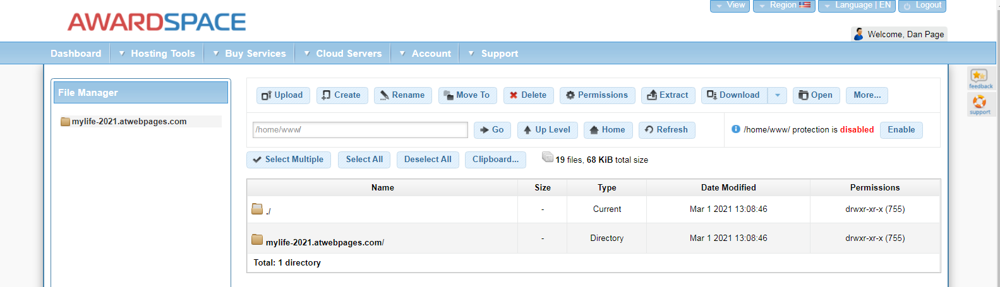 View Region Language | EN Logout
AWARDSPACE
Welcome, Dan Page
Dashboard Hosting Tools Buy Services Cloud Servers Account Support
feedback
support
File Manager
mylife-2021.atwebpages.com
Upload Create Rename Move To Delete Permissions Extract Download Open More...
/home/www/ Go Up Level Home Refresh /home/www/ protection is disabled Enable
Select Multiple Select All Deselect All Clipboard... 19 files, 68 KiB total size
Name Size Type Date Modified Permissions
./ - Current Mar 1 2021 13:08:46 drwxr-xr-x (755)
mylife-2021.atwebpages.com/ - Directory Mar 1 2021 13:08:46 drwxr-xr-x (755)
Total: 1 directory